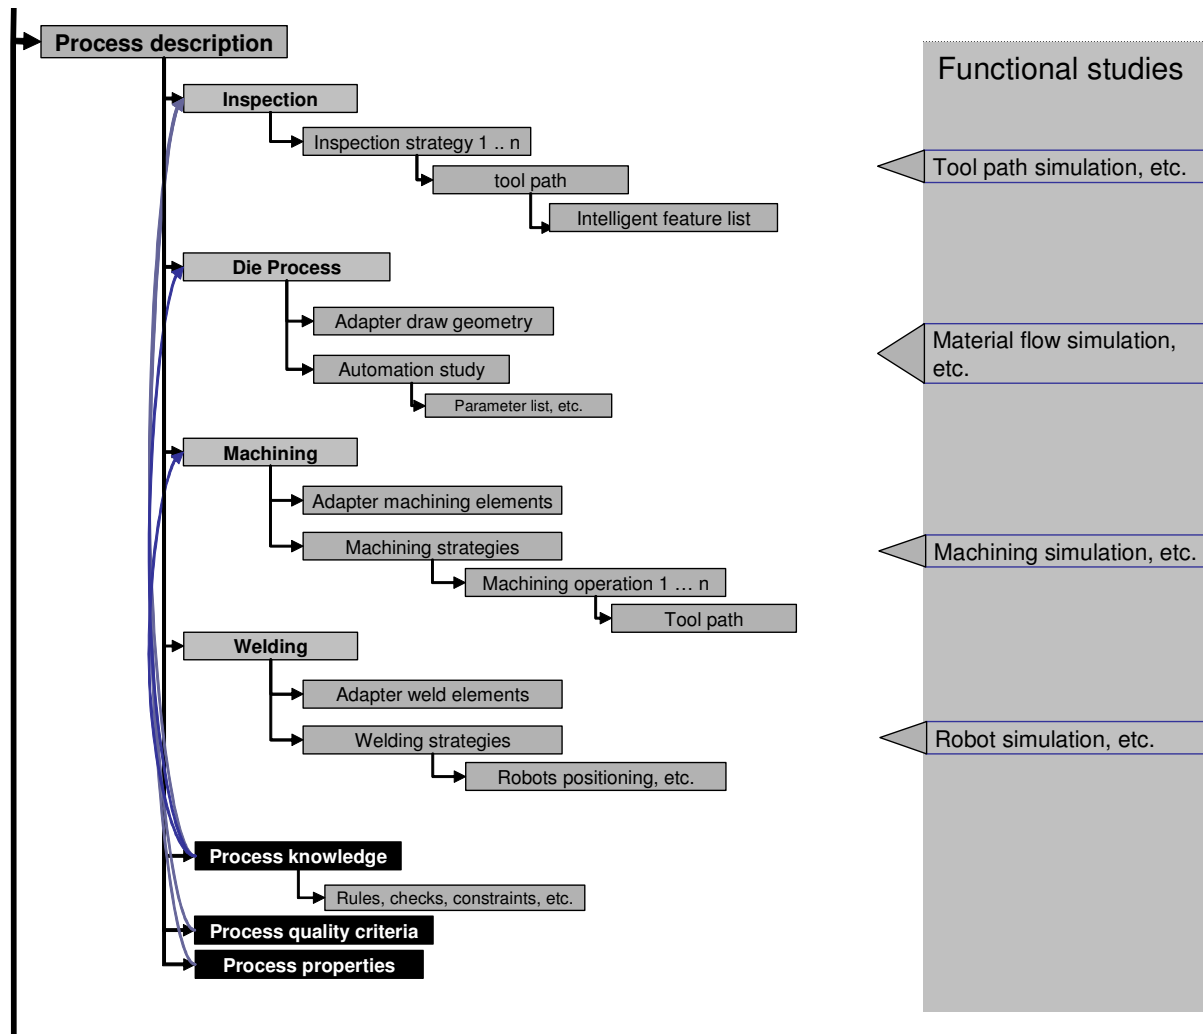 Process description
Functional studies
Inspection
Inspection strategy 1 .. n
Tool path simulation, etc.
tool path
Intelligent feature list
Die Process
Adapter draw geometry
Material flow simulation,
etc.
Automation study
Parameter list, etc.
Machining
Adapter machining elements
Machining strategies
Machining simulation, etc.
Machining operation 1 … n
Tool path
Welding
Adapter weld elements
Welding strategies
Robot simulation, etc.
Robots positioning, etc.
Process knowledge
Rules, checks, constraints, etc.
Process quality criteria
Process properties